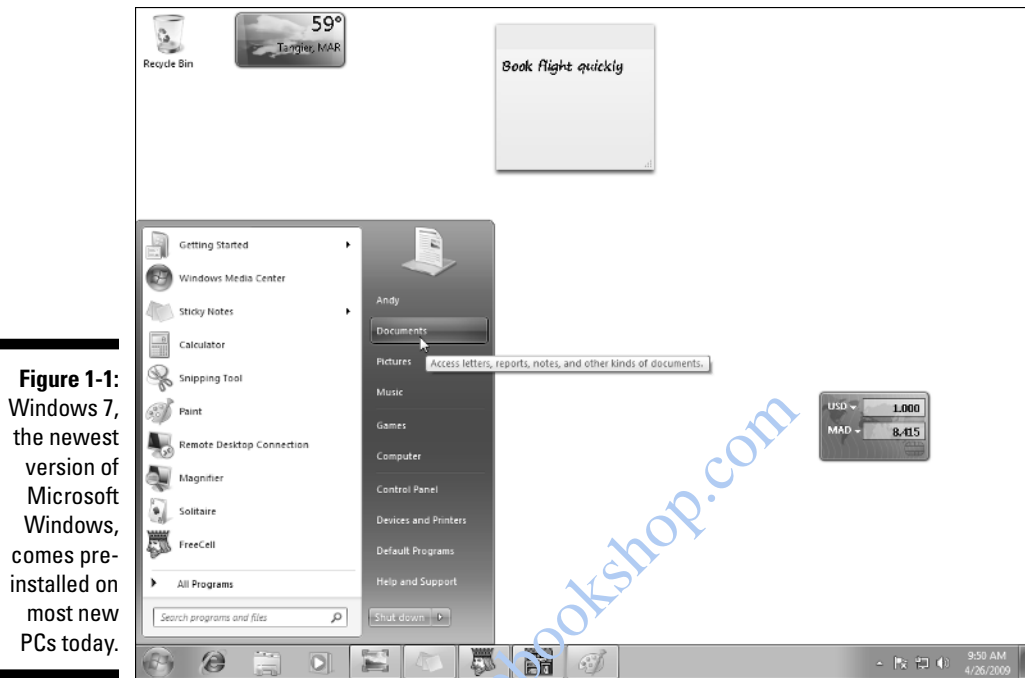 Recycle Bin
59°
Tangier, MAR
Book flight quickly
Getting Started
Windows Media Center
Sticky Notes
Calculator
Snipping Tool
Paint
Remote Desktop Connection
Magnifier
Solitaire
FreeCell
All Programs
Search programs and files
Andy
Documents
Access letters, reports, notes, and other kinds of documents.
Pictures
Music
Games
Computer
Control Panel
Devices and Printers
Default Programs
Help and Support
Shut down
USD 1.000
MAD 8.415
9:50 AM
4/26/2009
Figure 1-1:
Windows 7,
the newest
version of
Microsoft
Windows,
comes pre-
installed on
most new
PCs today.